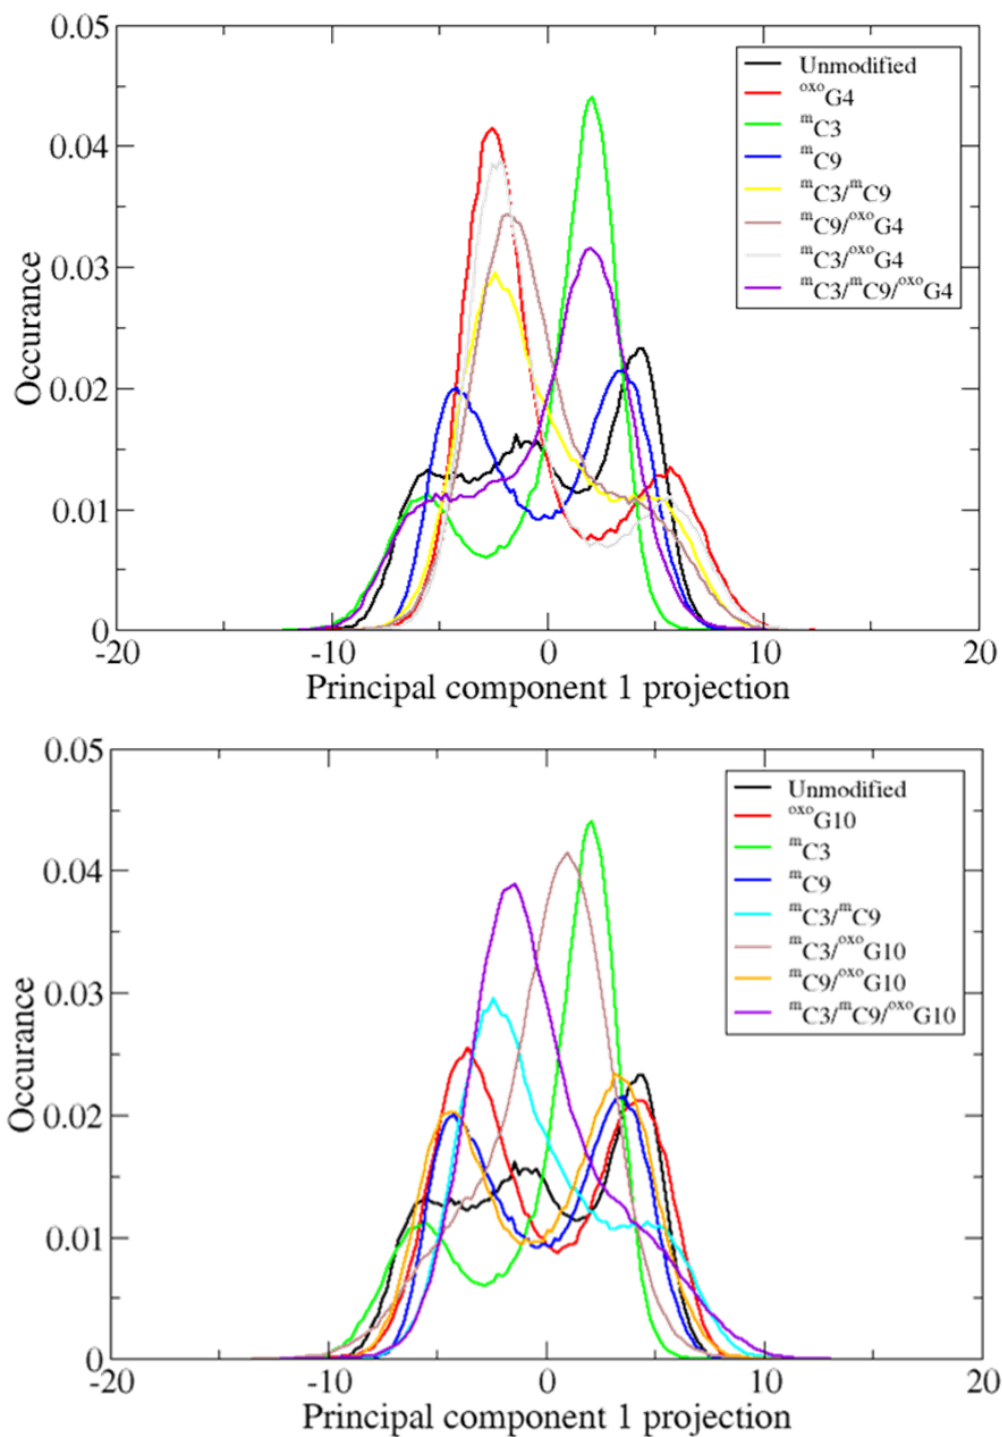 0.05
0.04
0.03
0.02
0.01
0
Occurance
Unmodified
oxoG4
mC3
mC9
mC3/mC9
mC9/oxoG4
mC3/oxoG4
mC3/mC9/oxoG4
-20 -10 0 10 20
Principal component 1 projection
0.05
0.04
0.03
0.02
0.01
0
Occurance
Unmodified
oxoG10
mC3
mC9
mC3/mC9
mC3/oxoG10
mC9/oxoG10
mC3/mC9/oxoG10
-20 -10 0 10 20
Principal component 1 projection